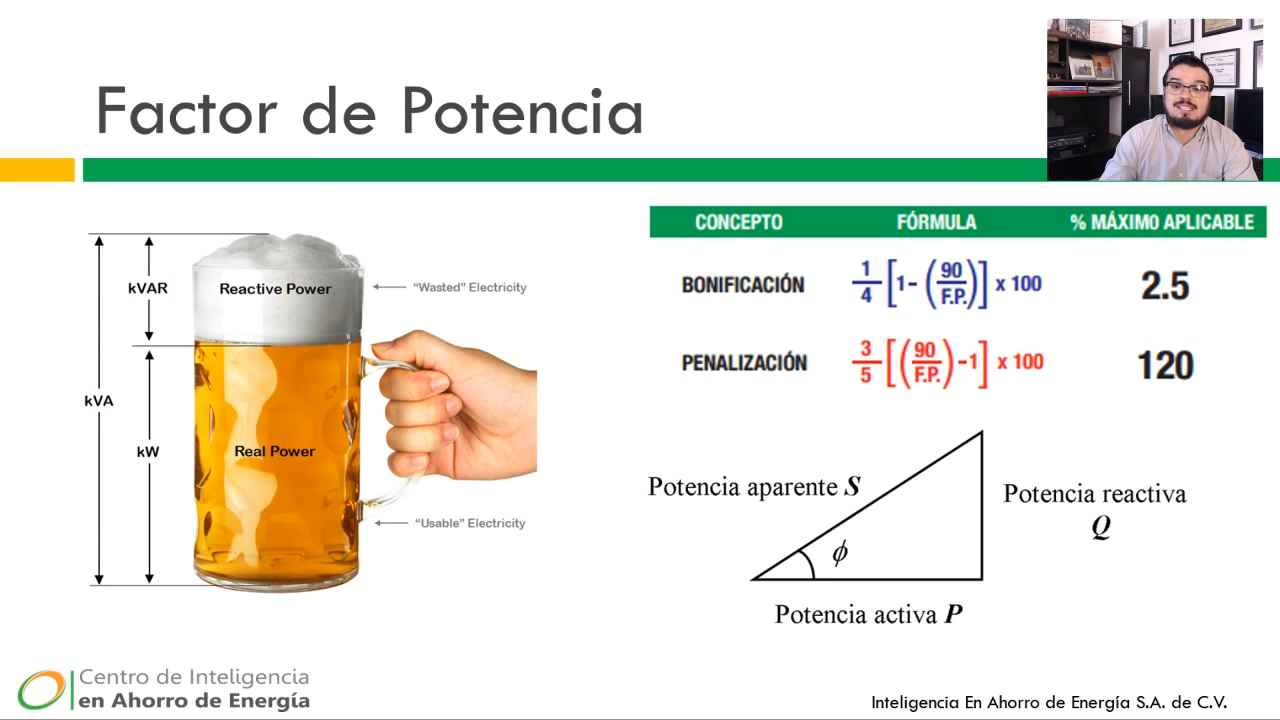 Factor de Potencia
kVAR
Reactive Power
“Wasted” Electricity
kVA
kW
Real Power
“Usable” Electricity
CONCEPTO FÓRMULA % MÁXIMO APLICABLE
BONIFICACIÓN 1/4 [1-(90/F.P.)] x 100 2.5
PENALIZACIÓN 3/5 [(90/F.P.)-1] x 100 120
Potencia aparente S
Potencia reactiva
Q
ϕ
Potencia activa P
Centro de Inteligencia
en Ahorro de Energía
Inteligencia En Ahorro de Energía S.A. de C.V.